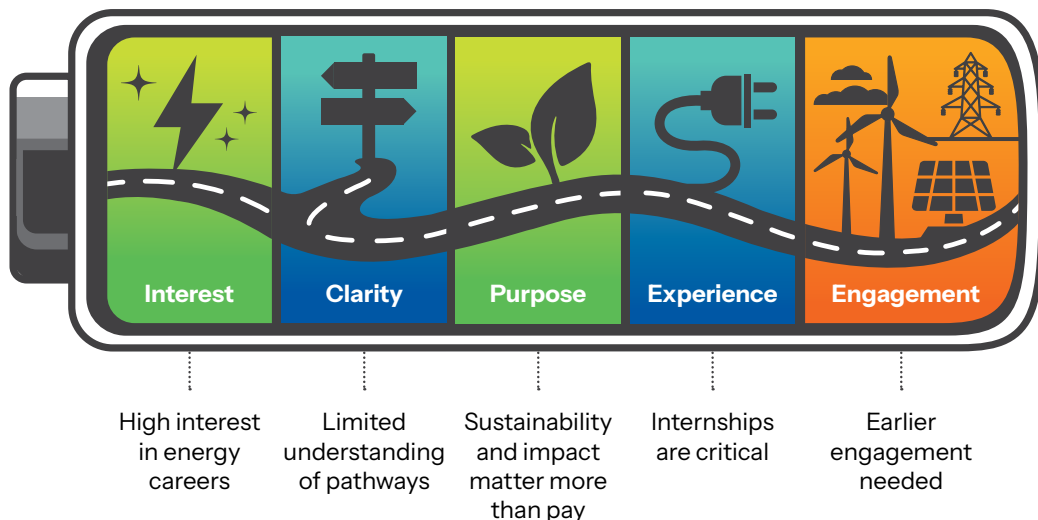 Interest
Clarity
Purpose
Experience
Engagement
High interest
in energy
careers
Limited
understanding
of pathways
Sustainability
and impact
matter more
than pay
Internships
are critical
Earlier
engagement
needed